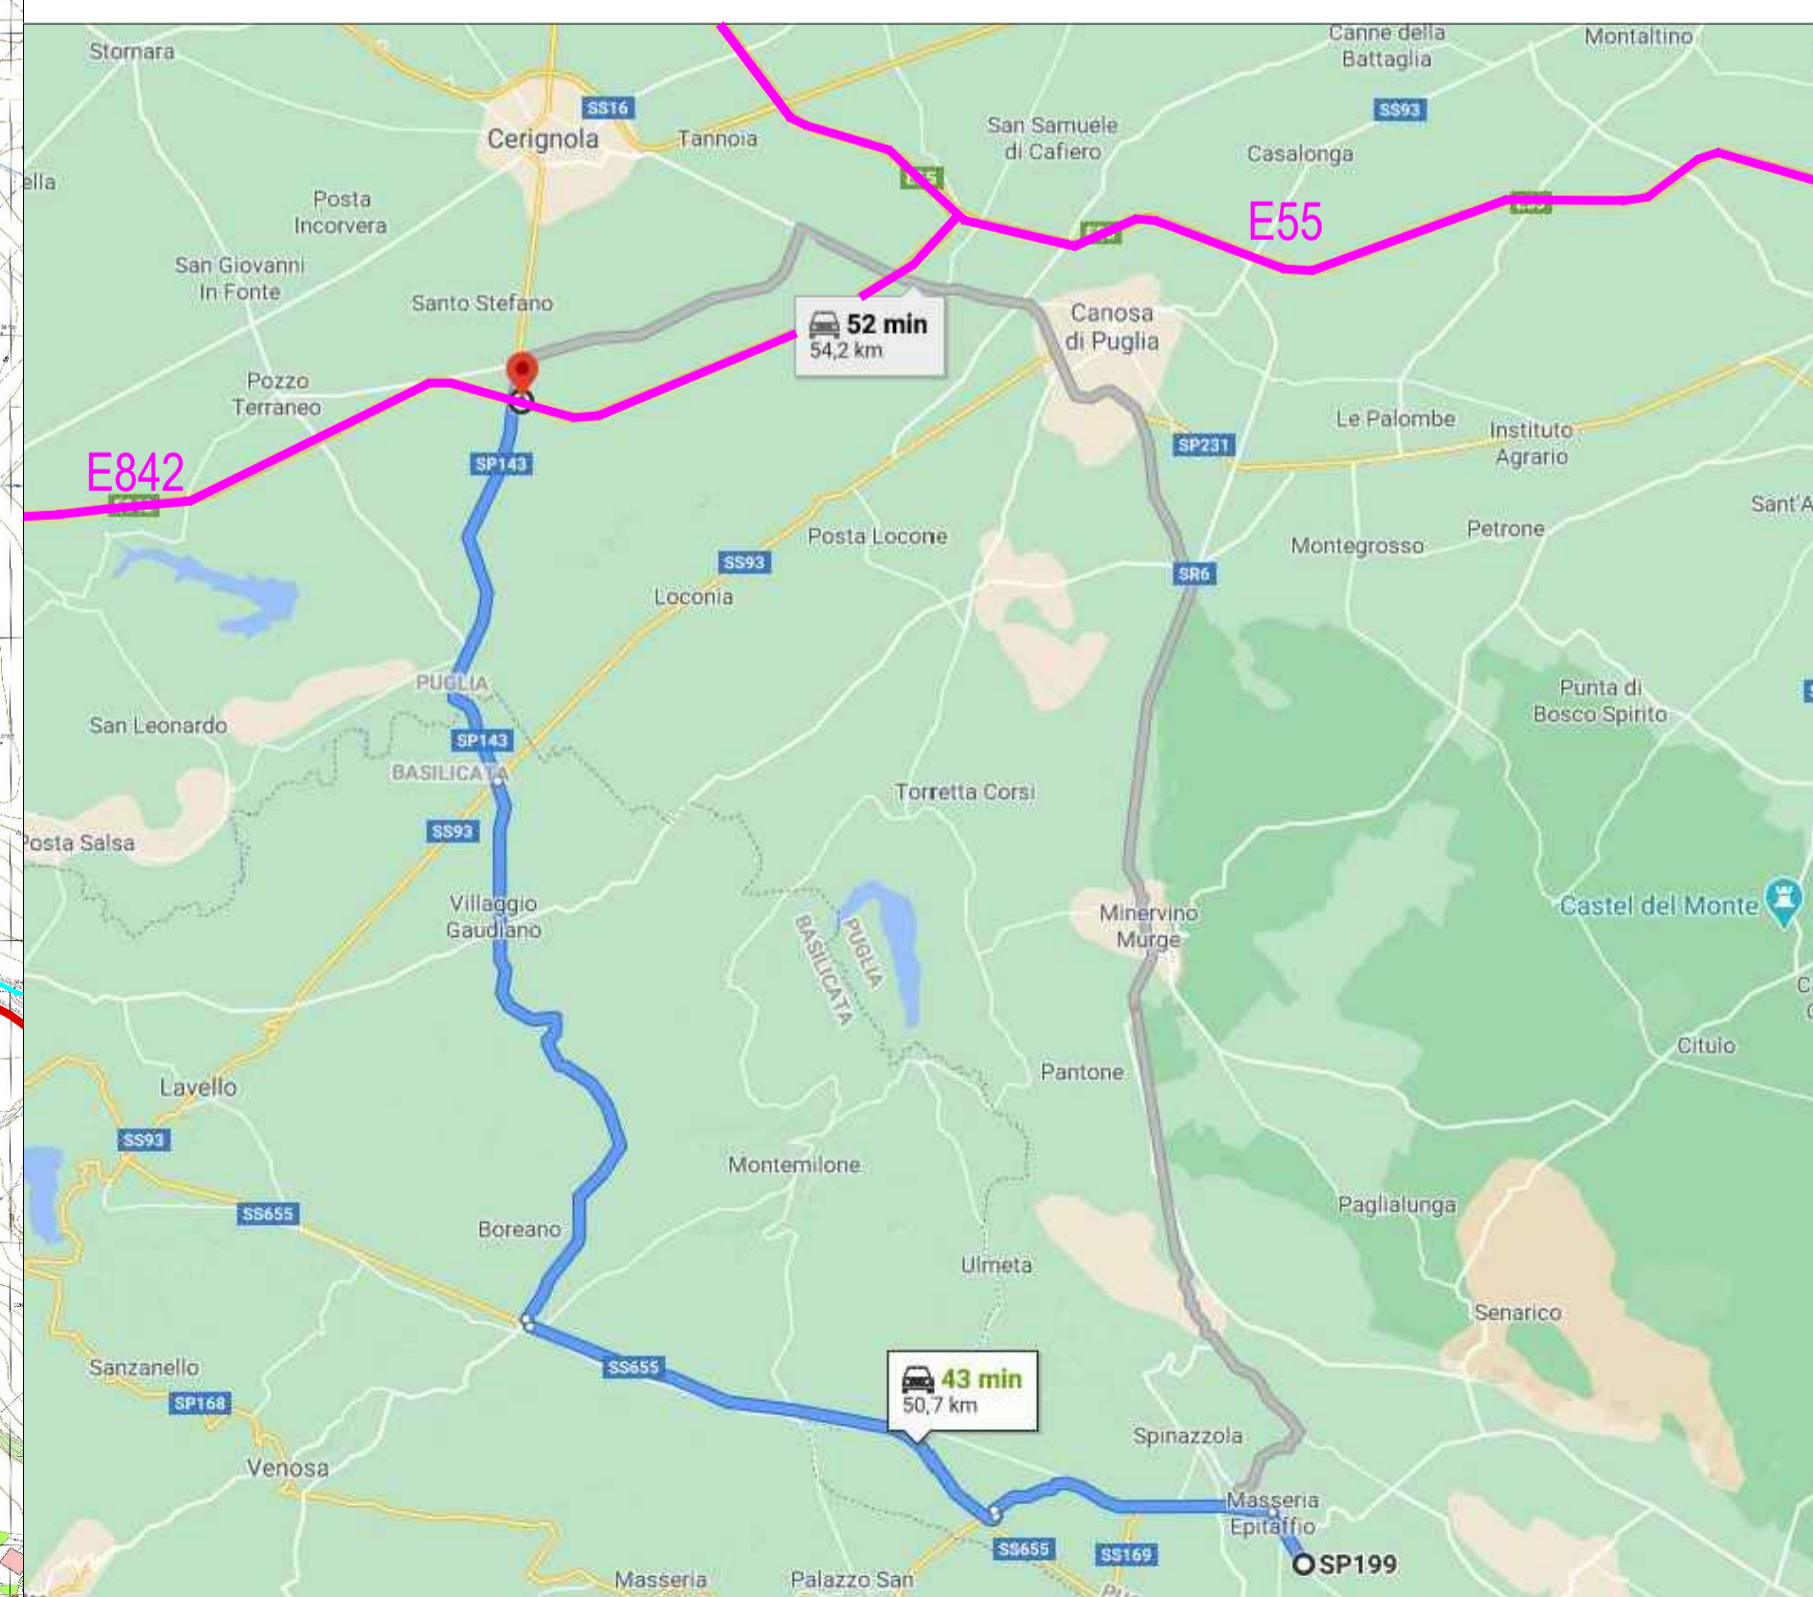 Stornara
Canne della
Battaglia
Montaltino
SS16
SS93
Cerignola
Tannoia
San Samuele
di Cafiero
Casalonga
ella
E55
Posta
Incorvera
E55
San Giovanni
In Fonte
Santo Stefano
52 min
54,2 km
Canosa
di Puglia
Pozzo
Terraneo
Le Palombe
Instituto
Agrario
SP231
E842
SP143
Sant'A
Posta Locone
Petrone
Montegrosso
SS93
SR6
Loconia
PUGLIA
Punta di
Bosco Spirito
San Leonardo
SP143
BASILICATA
Torretta Corsi
SS93
Posta Salsa
Villaggio
Gaudiano
PUGLIA
BASILICATA
Minervino
Murge
Castel del Monte
Citulo
Pantone
Lavello
SS93
Montemilone
SS655
Paglialunga
Boreano
Ulmeta
Senarico
Sanzanello
SS655
43 min
50,7 km
SP168
Spinazzola
Venosa
Masseria
Epitaffio
SS655
SS169
SP199
Masseria
Palazzo San